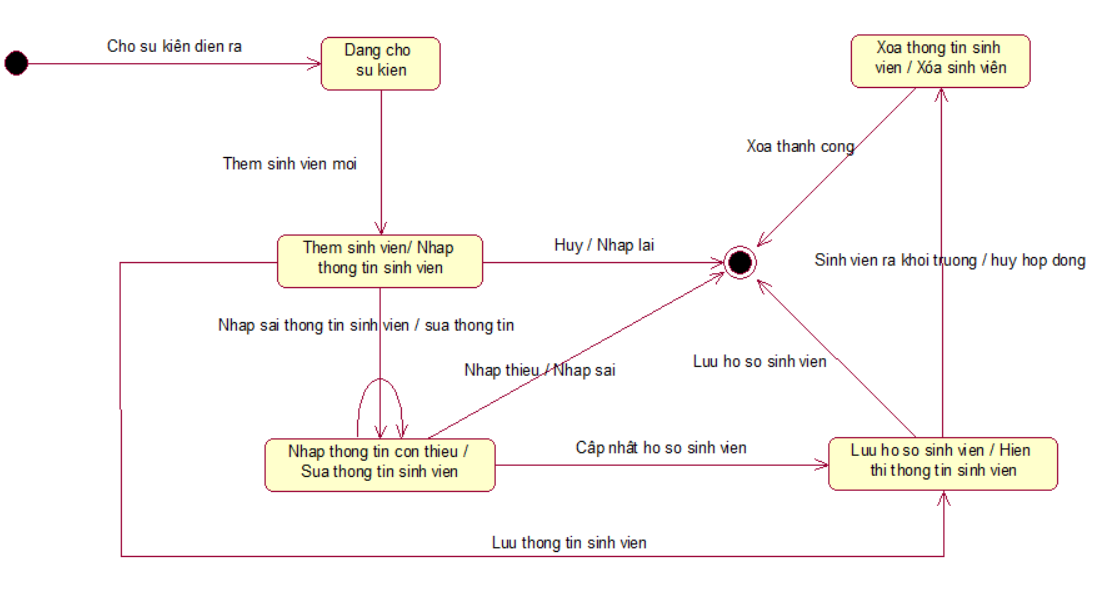 Cho su kiên dien ra
Dang cho
su kien
Xoa thong tin sinh
vien / Xóa sinh viên
Xoa thanh cong
Them sinh vien moi
Them sinh vien/ Nhap
thong tin sinh vien
Huy / Nhap lai
Sinh vien ra khoi truong / huy hop dong
Nhap sai thong tin sinh vien / sua thong tin
Nhap thieu / Nhap sai
Luu ho so sinh vien
Nhap thong tin con thieu /
Sua thong tin sinh vien
Câp nhât ho so sinh vien
Luu ho so sinh vien / Hien
thi thong tin sinh vien
Luu thong tin sinh vien